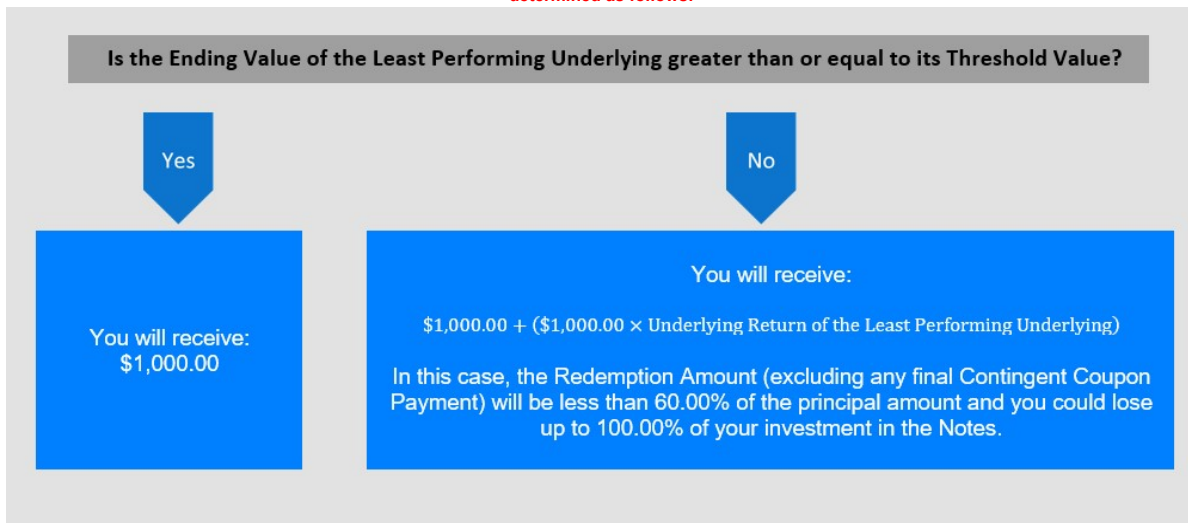 determined as follows:
Is the Ending Value of the Least Performing Underlying greater than or equal to its Threshold Value?
Yes
No
You will receive:
$1,000.00
You will receive:
$1,000.00 + ($1,000.00 × Underlying Return of the Least Performing Underlying)
In this case, the Redemption Amount (excluding any final Contingent Coupon
Payment) will be less than 60.00% of the principal amount and you could lose
up to 100.00% of your investment in the Notes.